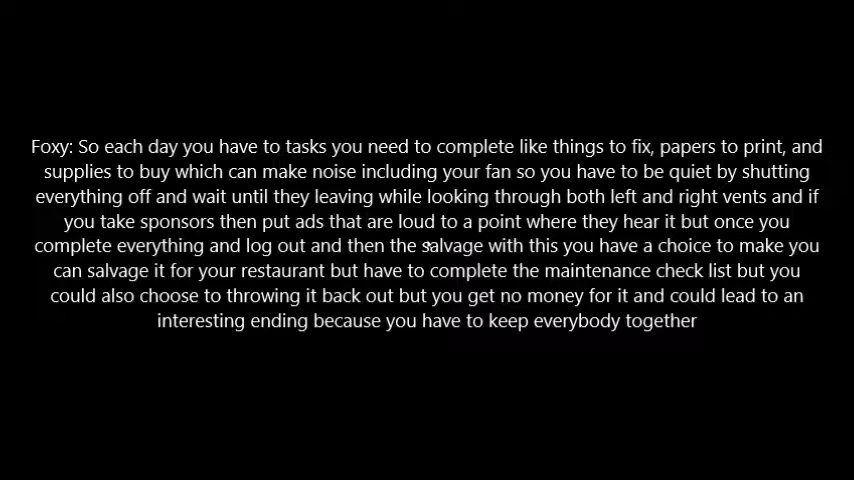 Foxy: So each day you have to tasks you need to complete like things to fix, papers to print, and
supplies to buy which can make noise including your fan so you have to be quiet by shutting
everything off and wait until they leaving while looking through both left and right vents and if
you take sponsors then put ads that are loud to a point where they hear it but once you
complete everything and log out and then the salvage with this you have a choice to make you
can salvage it for your restaurant but have to complete the maintenance check list but you
could also choose to throwing it back out but you get no money for it and could lead to an
interesting ending because you have to keep everybody together